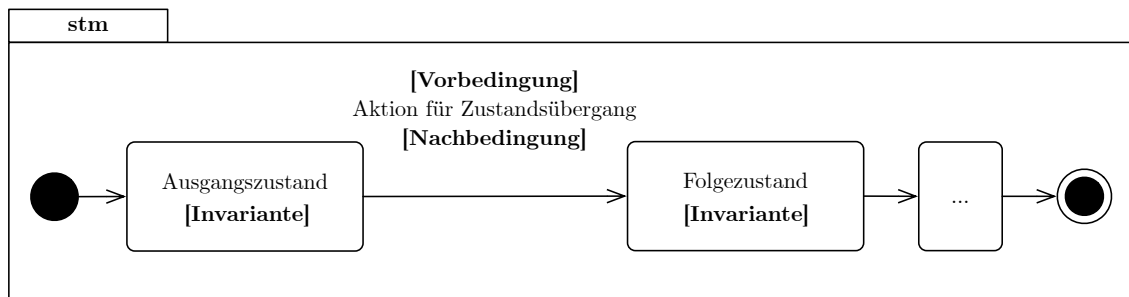 stm
[Vorbedingung]
Aktion für Zustandsübergang
[Nachbedingung]
Ausgangszustand
[Invariante]
Folgezustand
[Invariante]
...